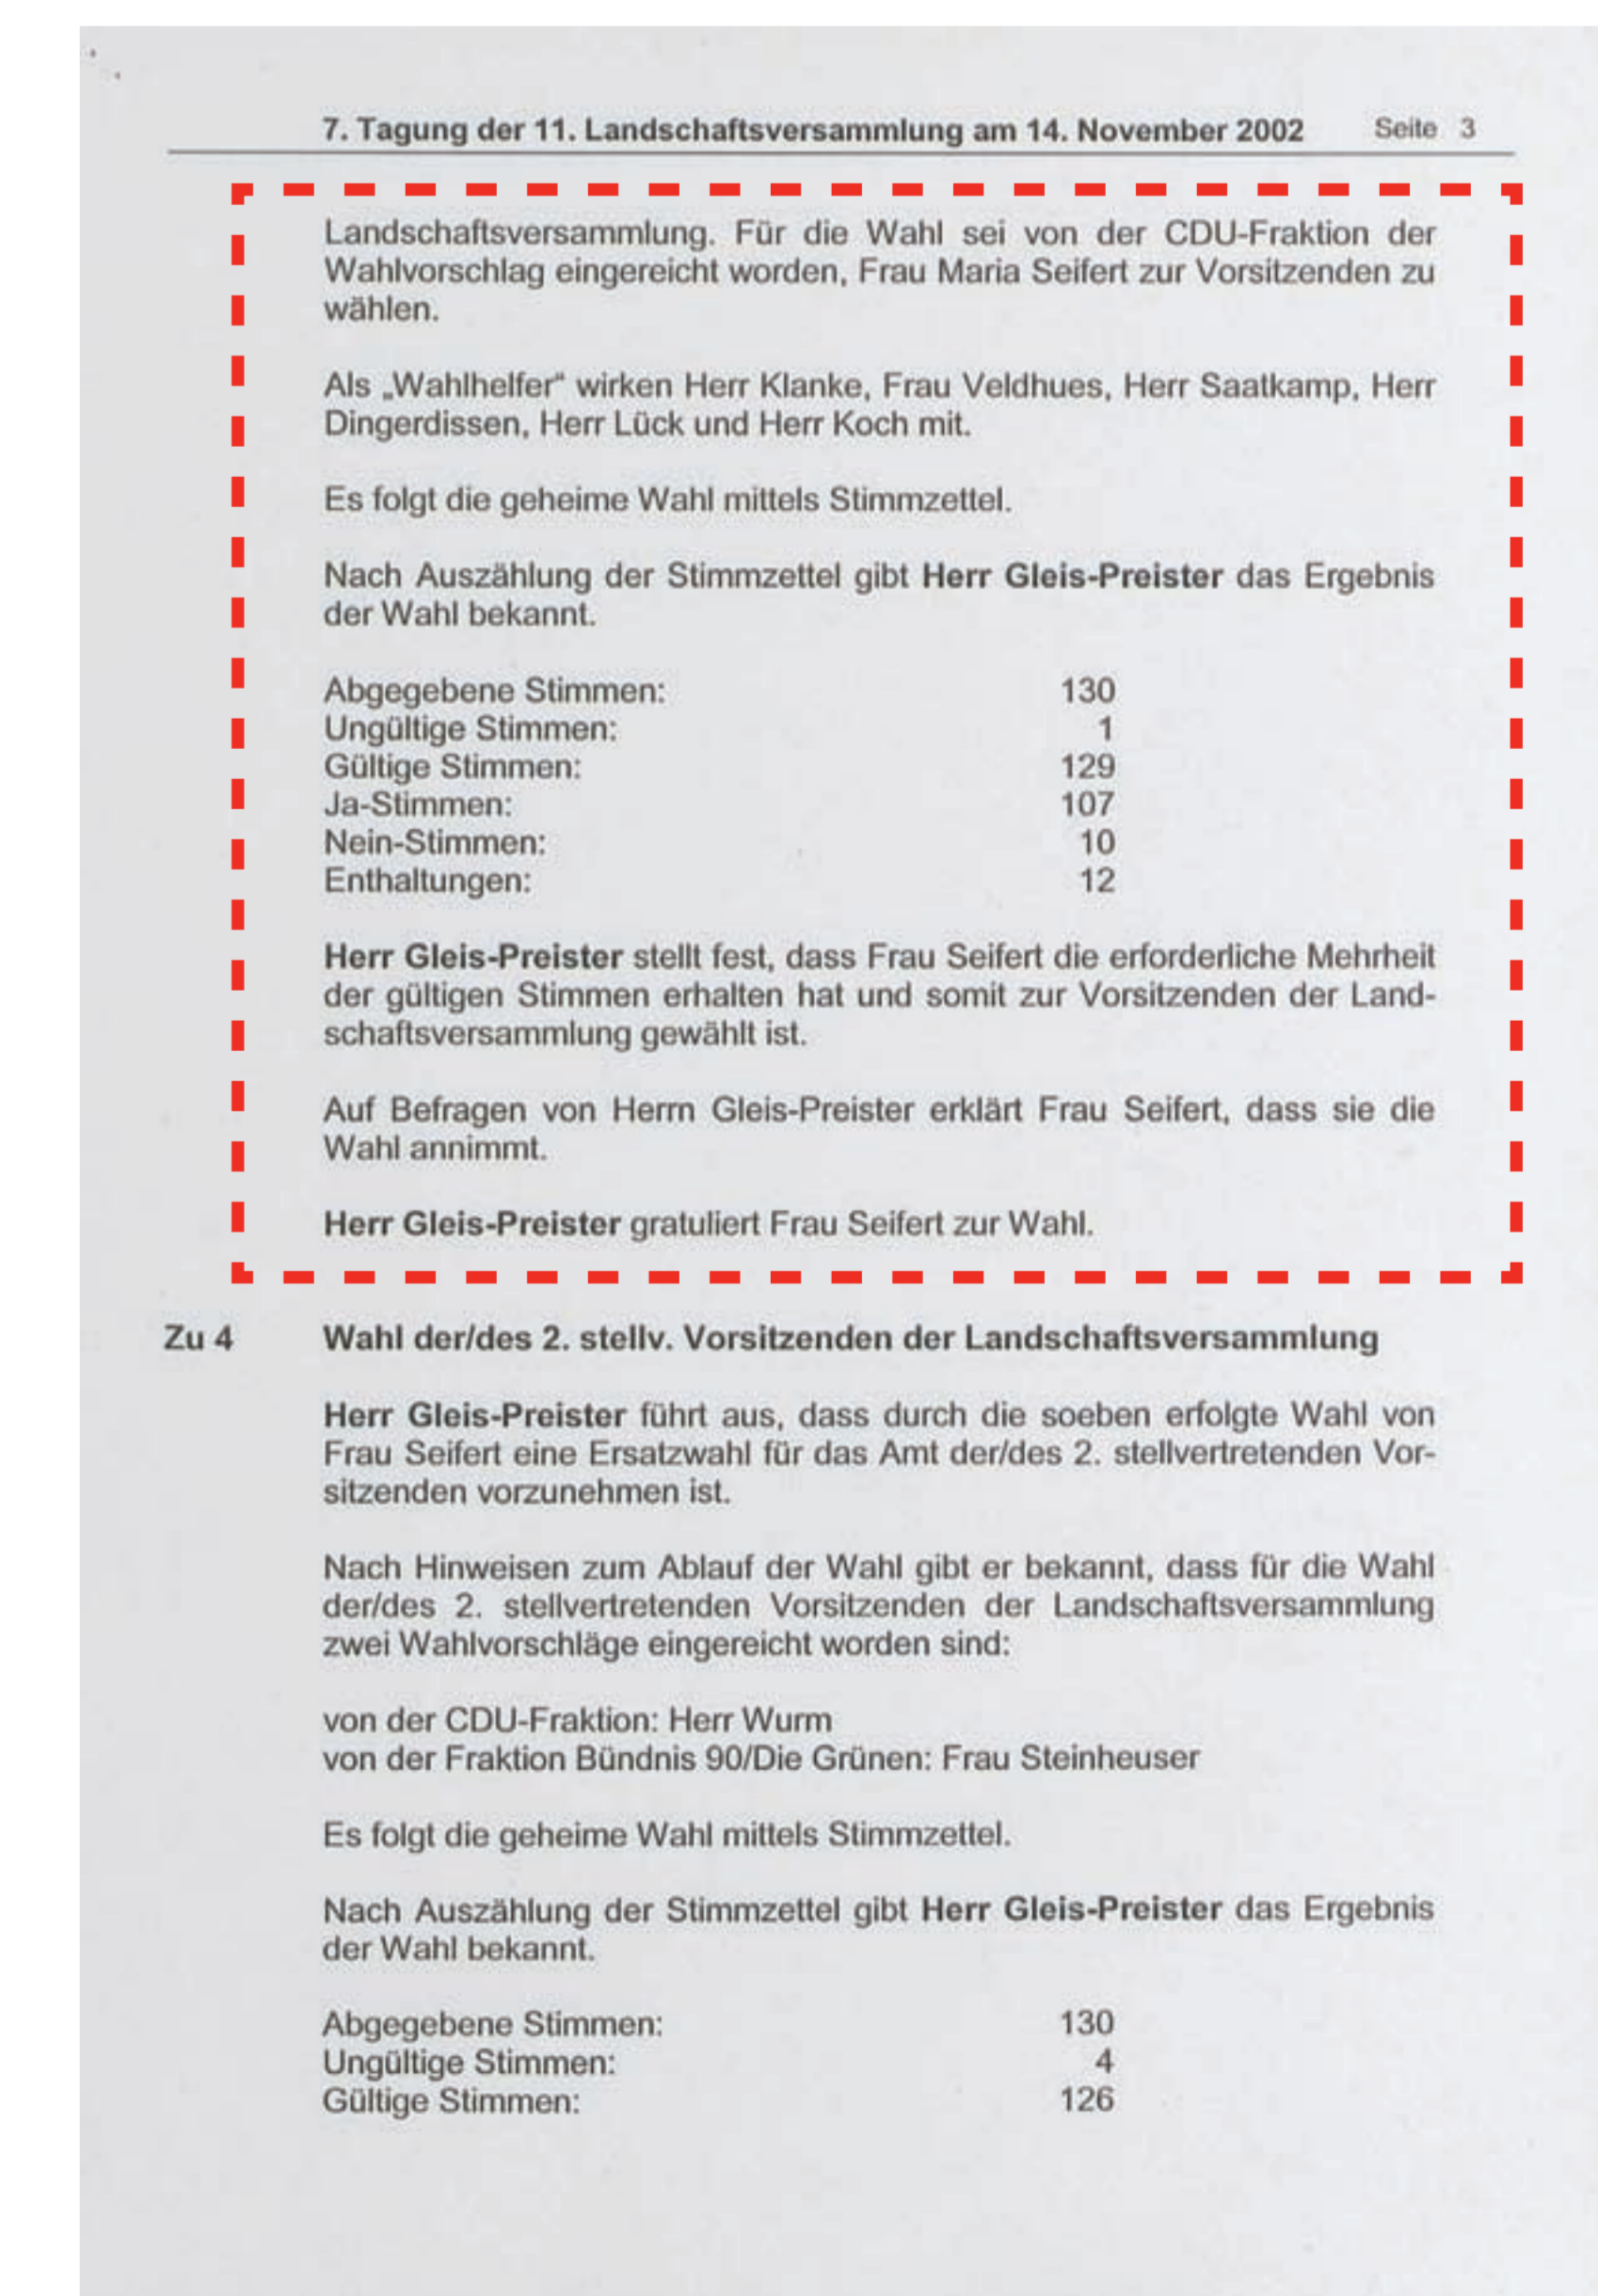 7. Tagung der 11. Landschaftsversammlung am 14. November 2002 Seite 3
Landschaftsversammlung. Für die Wahl sei von der CDU-Fraktion der
Wahlvorschlag eingereicht worden, Frau Maria Seifert zur Vorsitzenden zu
wählen.
Als „Wahlhelfer“ wirken Herr Klanke, Frau Veldhues, Herr Saatkamp, Herr
Dingerdissen, Herr Lück und Herr Koch mit.
Es folgt die geheime Wahl mittels Stimmzettel.
Nach Auszählung der Stimmzettel gibt Herr Gleis-Preister das Ergebnis
der Wahl bekannt.
Abgegebene Stimmen: 130
Ungültige Stimmen: 1
Gültige Stimmen: 129
Ja-Stimmen: 107
Nein-Stimmen: 10
Enthaltungen: 12
Herr Gleis-Preister stellt fest, dass Frau Seifert die erforderliche Mehrheit
der gültigen Stimmen erhalten hat und somit zur Vorsitzenden der Land-
schaftsversammlung gewählt ist.
Auf Befragen von Herrn Gleis-Preister erklärt Frau Seifert, dass sie die
Wahl annimmt.
Herr Gleis-Preister gratuliert Frau Seifert zur Wahl.
Zu 4 Wahl der/des 2. stellv. Vorsitzenden der Landschaftsversammlung
Herr Gleis-Preister führt aus, dass durch die soeben erfolgte Wahl von
Frau Seifert eine Ersatzwahl für das Amt der/des 2. stellvertretenden Vor-
sitzenden vorzunehmen ist.
Nach Hinweisen zum Ablauf der Wahl gibt er bekannt, dass für die Wahl
der/des 2. stellvertretenden Vorsitzenden der Landschaftsversammlung
zwei Wahlvorschläge eingereicht worden sind:
von der CDU-Fraktion: Herr Wurm
von der Fraktion Bündnis 90/Die Grünen: Frau Steinheuser
Es folgt die geheime Wahl mittels Stimmzettel.
Nach Auszählung der Stimmzettel gibt Herr Gleis-Preister das Ergebnis
der Wahl bekannt.
Abgegebene Stimmen: 130
Ungültige Stimmen: 4
Gültige Stimmen: 126